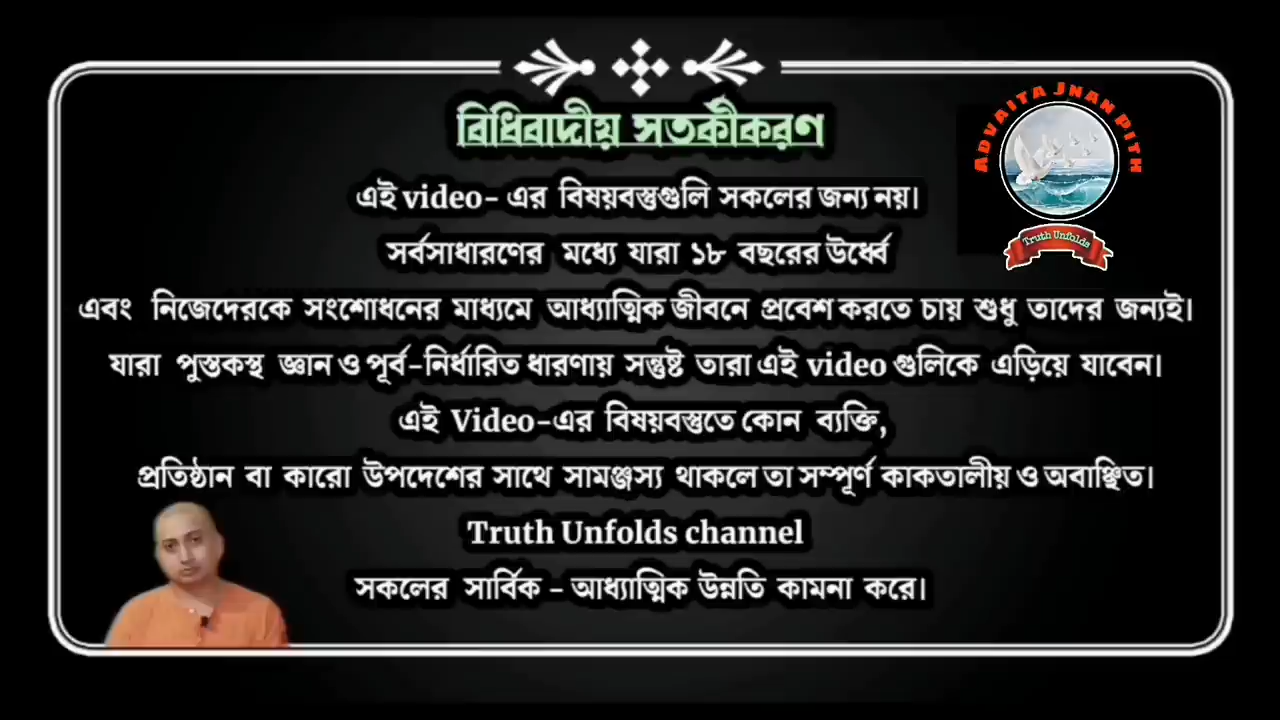 বিধিবাদীয় সতর্কীকরণ
ADVAITA JNAN PITH
Truth Unfolds
এই video- এর বিষয়বস্তুগুলি সকলের জন্য নয়।
সর্বসাধারণের মধ্যে যারা ১৮ বছরের উর্ধ্বে
এবং নিজেদেরকে সংশোধনের মাধ্যমে আধ্যাত্মিক জীবনে প্রবেশ করতে চায় শুধু তাদের জন্যই।
যারা পুস্তকস্থ জ্ঞান ও পূর্ব-নির্ধারিত ধারণায় সন্তুষ্ট তারা এই video গুলিকে এড়িয়ে যাবেন।
এই Video-এর বিষয়বস্তুতে কোন ব্যক্তি,
প্রতিষ্ঠান বা কারো উপদেশের সাথে সামঞ্জস্য থাকলে তা সম্পূর্ণ কাকতালীয় ও অবাঞ্ছিত।
Truth Unfolds channel
সকলের সার্বিক - আধ্যাত্মিক উন্নতি কামনা করে।